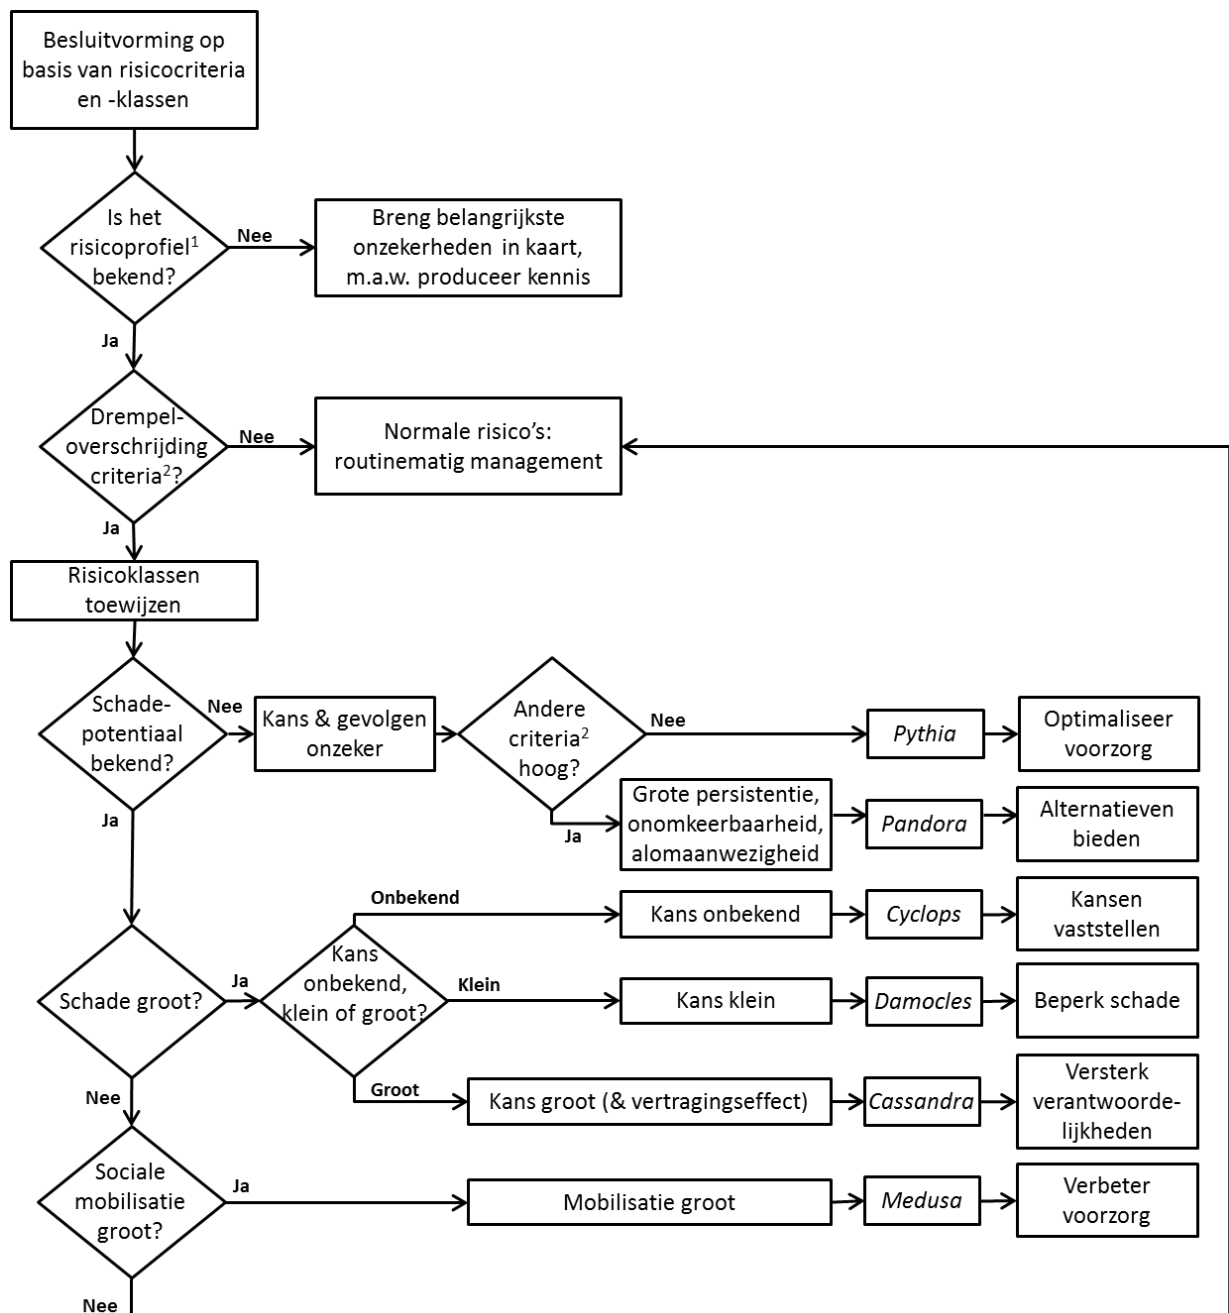 Besluitvorming op
basis van risicocriteria
en -klassen
Is het
risicoprofiel¹
bekend?
Nee
Breng belangrijkste
onzekerheden in kaart,
m.a.w. produceer kennis
Ja
Drempel-
overschrijding
criteria²?
Nee
Normale risico's:
routinematig management
Ja
Risicoklassen
toewijzen
Schade-
potentiaal
bekend?
Nee
Kans & gevolgen
onzeker
Andere
criteria²
hoog?
Nee
Pythia
Optimaliseer
voorzorg
Ja
Grote persistentie,
onomkeerbaarheid,
alomaanwezigheid
Pandora
Alternatieven
bieden
Ja
Schade groot?
Ja
Kans
onbekend,
klein of groot?
Onbekend
Kans onbekend
Cyclops
Kansen
vaststellen
Klein
Kans klein
Damocles
Beperk schade
Groot
Kans groot (& vertragingseffect)
Cassandra
Versterk
verantwoorde-
lijkheden
Nee
Sociale
mobilisatie
groot?
Ja
Mobilisatie groot
Medusa
Verbeter
voorzorg
Nee